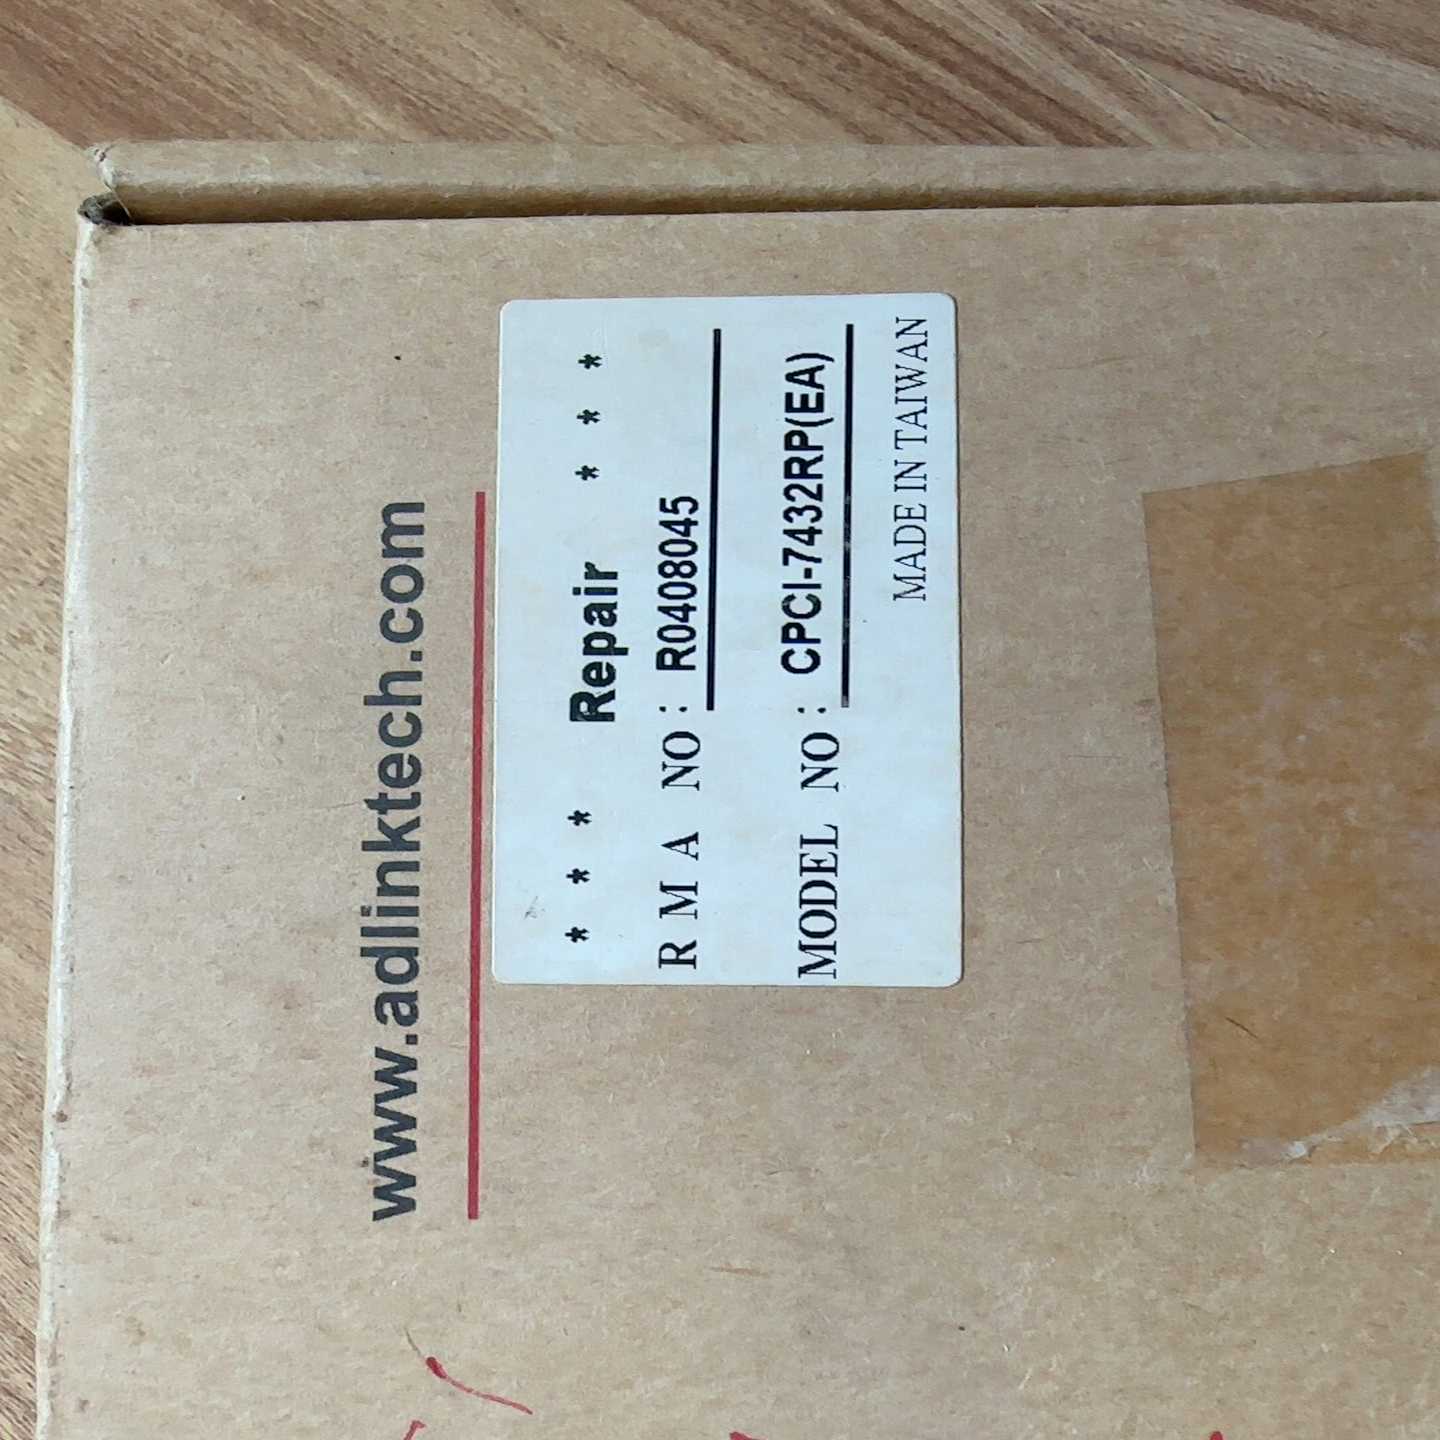 www.adlinktech.com
* * * Repair * * *
R M A NO : R0408045
MODEL NO : CPCI-7432RP(EA)
MADE IN TAIWAN